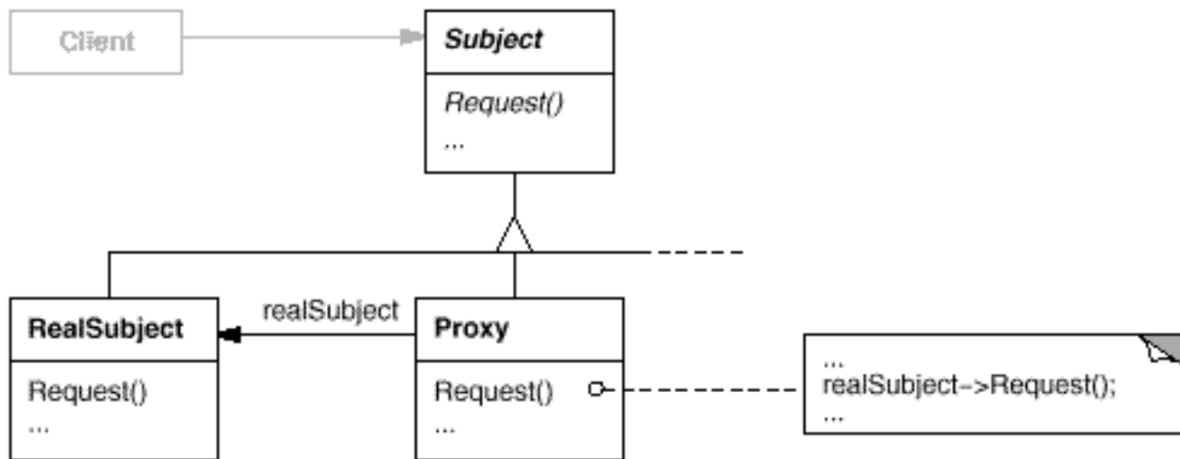 Client
Subject
Request()
...
realSubject
RealSubject
Request()
...
Proxy
Request()
...
...
realSubject->Request();
...